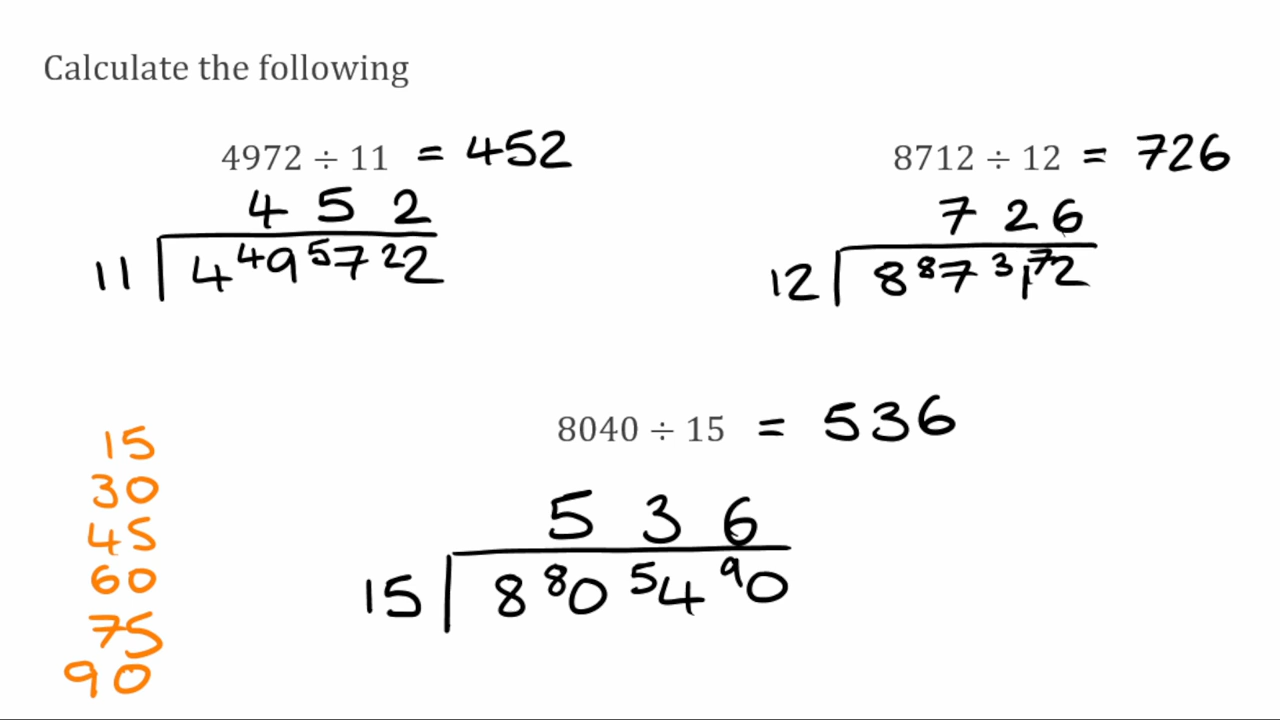 Calculate the following
4972 ÷ 11 = 452
4 5 2
11 4 49 57 22
8712 ÷ 12 = 726
7 2 6
12 8 87 31 72
8040 ÷ 15 = 536
5 3 6
15 8 80 54 90
15
30
45
60
75
90